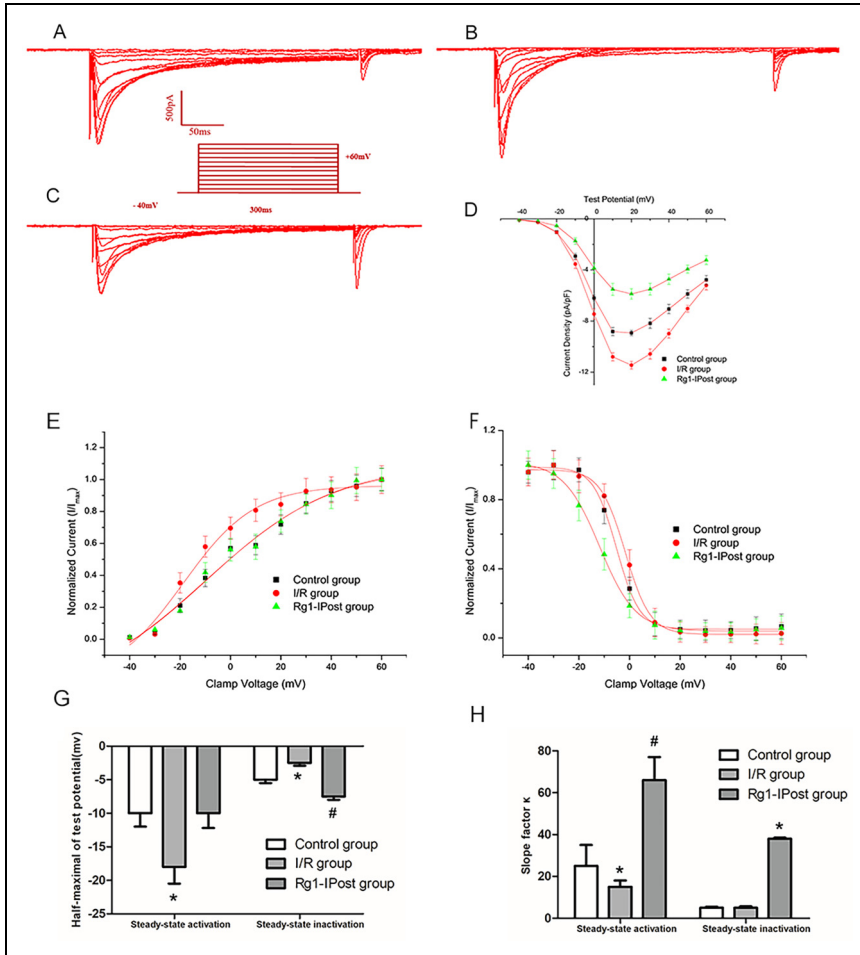 A
B
500pA
50ms
+60mV
- 40mV
300ms
C
D
Test Potential (mV)
-40 -20 0 20 40 60
0
-4
-8
-12
Current Density (pA/pF)
Control group
I/R group
Rg1-IPost group
E
1.2
1.0
0.8
0.6
0.4
0.2
0.0
Normalized Current (I/Imax)
Control group
I/R group
Rg1-IPost group
-40 -20 0 20 40 60
Clamp Voltage (mV)
F
1.2
0.8
0.4
0.0
Normalized Current (I/Imax)
Control group
I/R group
Rg1-IPost group
-40 -20 0 20 40 60
Clamp Voltage (mV)
G
0
-5
-10
-15
-20
-25
Half-maximal of test potential(mv)
*
*
#
Control group
I/R group
Rg1-IPost group
Steady-state activation Steady-state inactivation
H
80
60
40
20
0
Slope factor κ
*
#
*
Control group
I/R group
Rg1-IPost group
Steady-state activation Steady-state inactivation